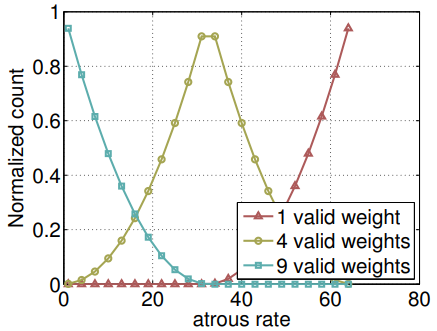 Normalized count
1
0.8
0.6
0.4
0.2
0
0
20
40
60
80
atrous rate
1 valid weight
4 valid weights
9 valid weights